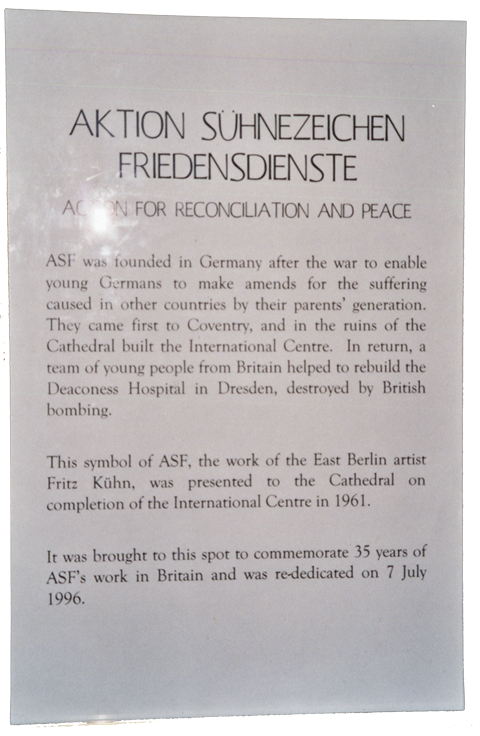 AKTION SÜHNEZEICHEN
FRIEDENSDIENSTE
ACTION FOR RECONCILIATION AND PEACE
ASF was founded in Germany after the war to enable
young Germans to make amends for the suffering
caused in other countries by their parents' generation.
They came first to Coventry, and in the ruins of the
Cathedral built the International Centre. In return, a
team of young people from Britain helped to rebuild the
Deaconess Hospital in Dresden, destroyed by British
bombing.
This symbol of ASF, the work of the East Berlin artist
Fritz Kühn, was presented to the Cathedral on
completion of the International Centre in 1961.
It was brought to this spot to commemorate 35 years of
ASF's work in Britain and was re-dedicated on 7 July
1996.